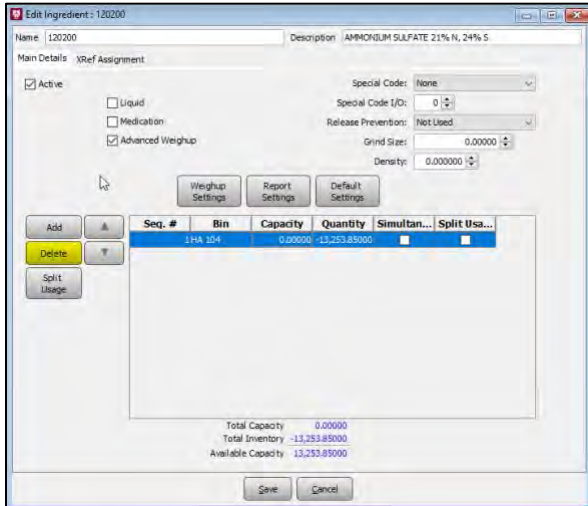 Edit Ingredient : 120200
Name 120200 Description AMMONIUM SULFATE 21% N, 24% S
Main Details XRef Assignment
Active Special Code: None
Liquid Special Code I/O: 0
Medication Release Prevention: Not Used
Advanced Weighup Grind Size: 0.00000
Density: 0.000000
Weighup Settings Report Settings Default Settings
Add Seq. # Bin Capacity Quantity Simultan... Split Usa...
Delete 1 HA 104 0.00000 -13,253.85000
Split Usage
Total Capacity 0.00000
Total Inventory -13,253.85000
Available Capacity 13,253.85000
Save Cancel